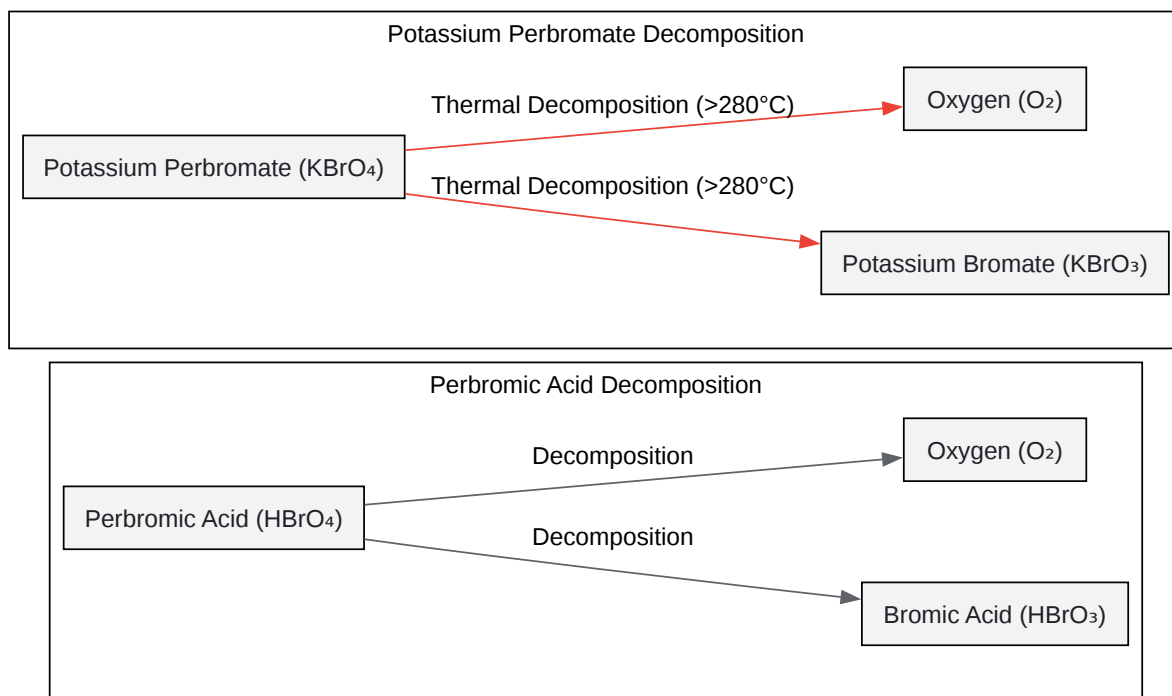 Potassium Perbromate Decomposition
Thermal Decomposition (>280°C)
Oxygen (O₂)
Potassium Perbromate (KBrO₄)
Thermal Decomposition (>280°C)
Potassium Bromate (KBrO₃)
Perbromic Acid Decomposition
Decomposition
Oxygen (O₂)
Perbromic Acid (HBrO₄)
Decomposition
Bromic Acid (HBrO₃)